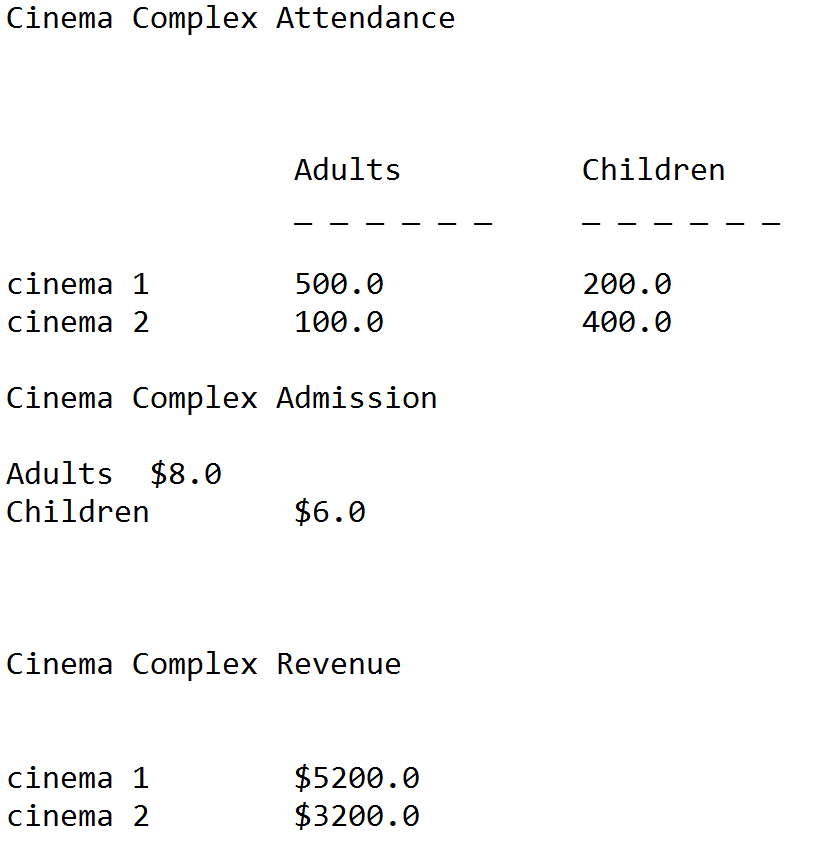 Cinema Complex Attendance
Adults Children
_ _ _ _ _ _ _ _ _ _ _ _
cinema 1 500.0 200.0
cinema 2 100.0 400.0
Cinema Complex Admission
Adults $8.0
Children $6.0
Cinema Complex Revenue
cinema 1 $5200.0
cinema 2 $3200.0